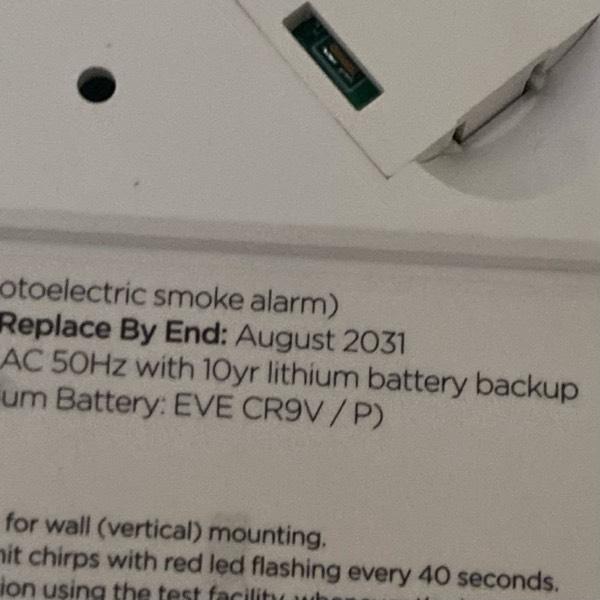 otoelectric smoke alarm)
Replace By End: August 2031
AC 50Hz with 10yr lithium battery backup
um Battery: EVE CR9V / P)
for wall (vertical) mounting.
nit chirps with red led flashing every 40 seconds.
ion using the test facility